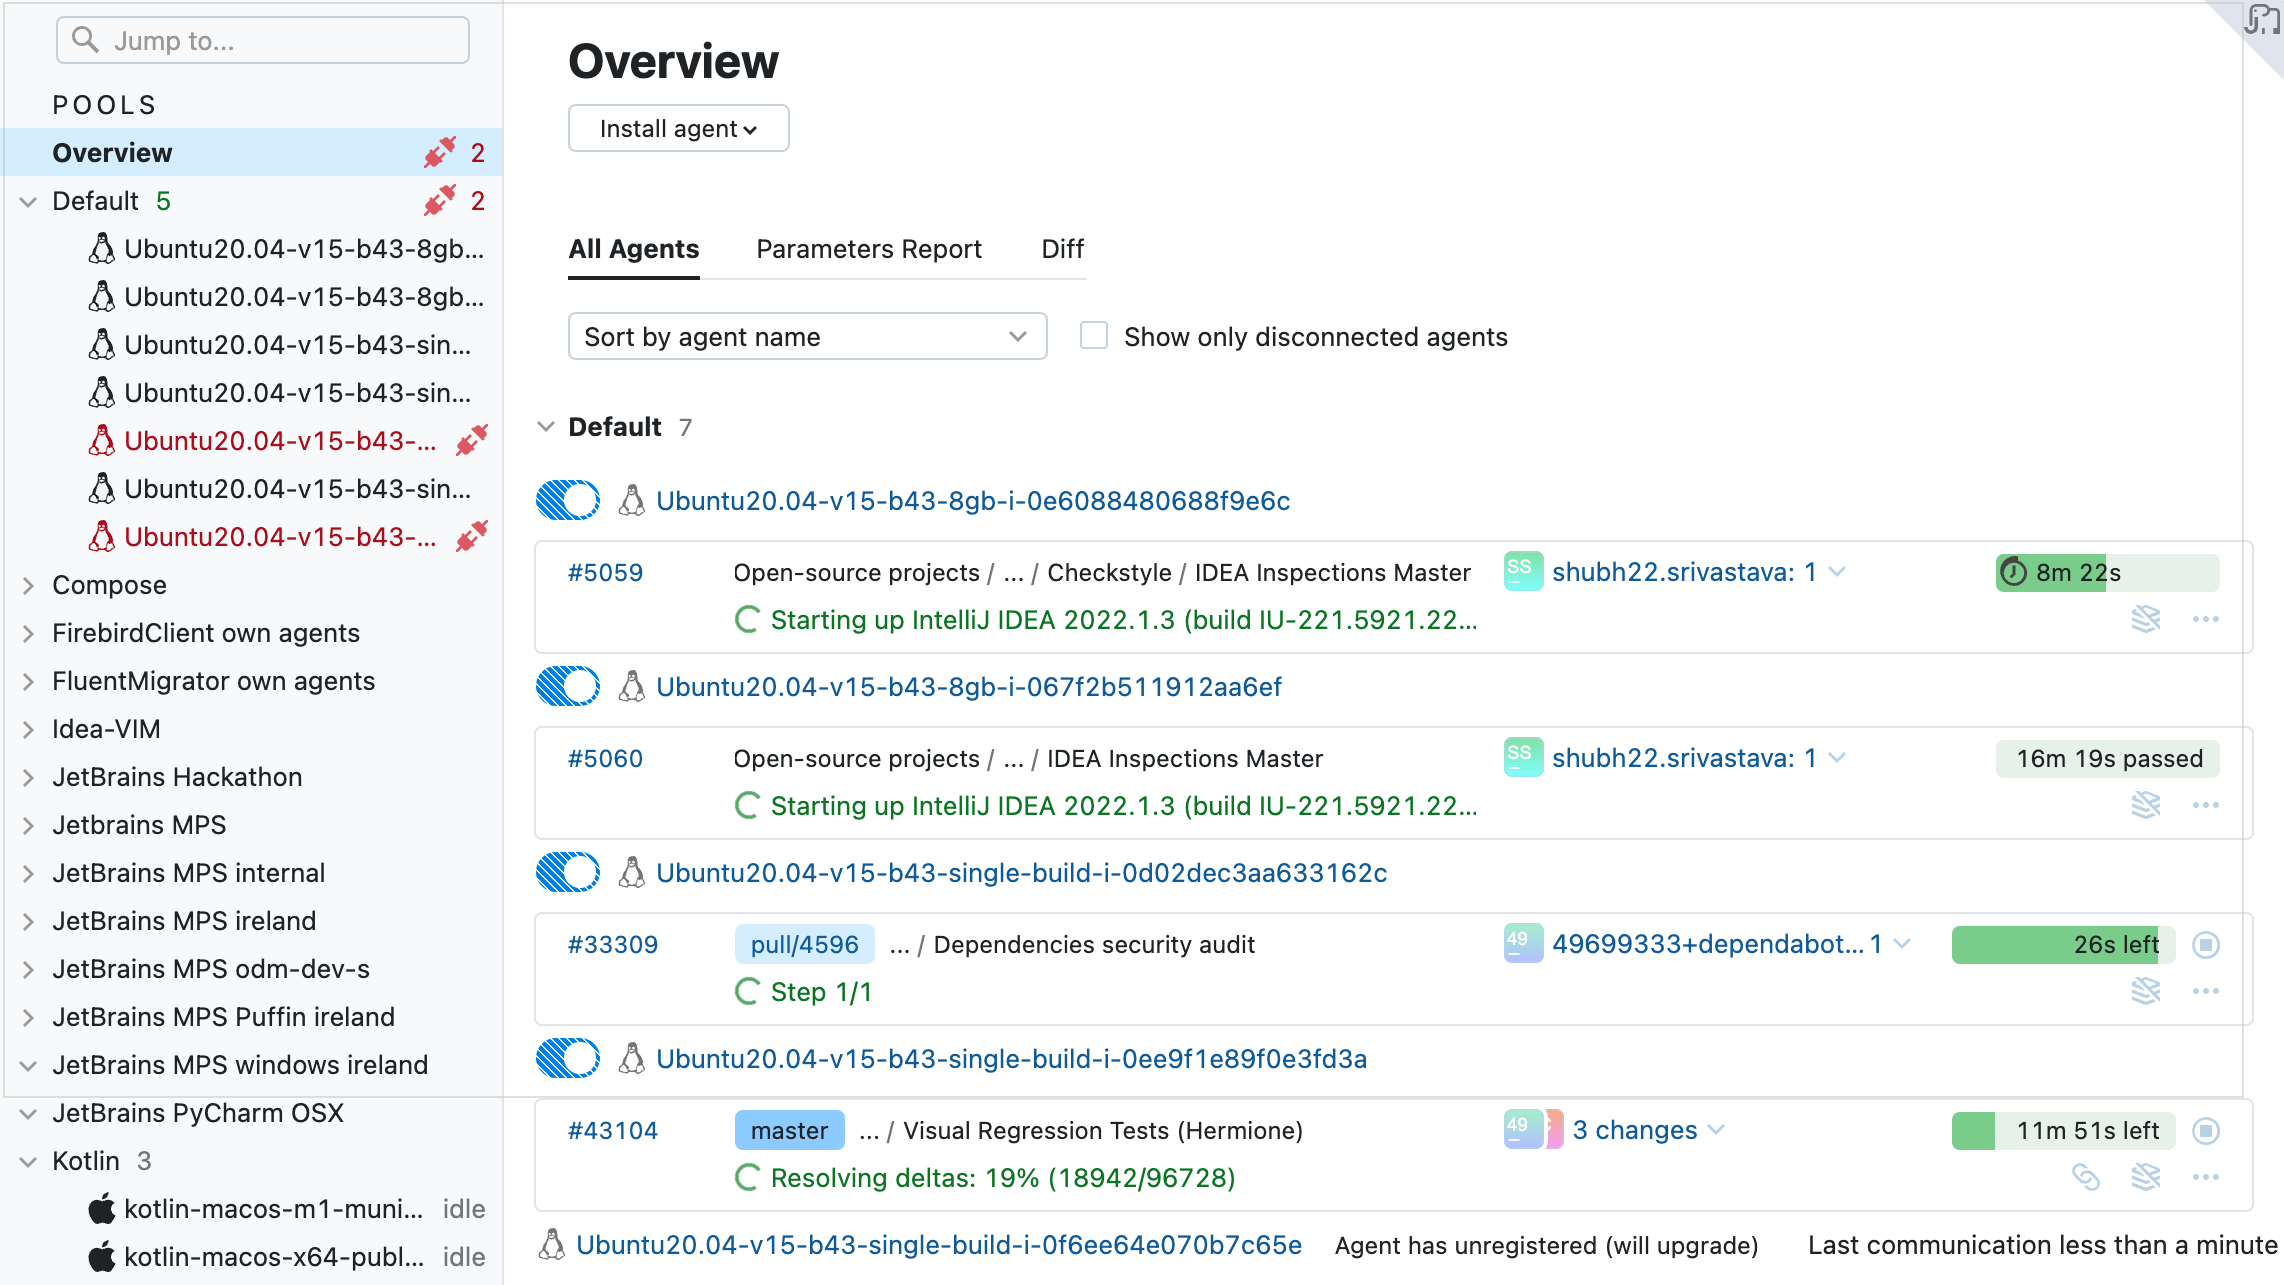 Jump to...
POOLS
Overview 2
Default 5 2
Ubuntu20.04-v15-b43-8gb...
Ubuntu20.04-v15-b43-8gb...
Ubuntu20.04-v15-b43-sin...
Ubuntu20.04-v15-b43-sin...
Ubuntu20.04-v15-b43-...
Ubuntu20.04-v15-b43-sin...
Ubuntu20.04-v15-b43-...
Compose
FirebirdClient own agents
FluentMigrator own agents
Idea-VIM
JetBrains Hackathon
Jetbrains MPS
JetBrains MPS internal
JetBrains MPS ireland
JetBrains MPS odm-dev-s
JetBrains MPS Puffin ireland
JetBrains MPS windows ireland
JetBrains PyCharm OSX
Kotlin 3
kotlin-macos-m1-muni... idle
kotlin-macos-x64-publ... idle
Overview
Install agent
All Agents Parameters Report Diff
Sort by agent name Show only disconnected agents
Default 7
Ubuntu20.04-v15-b43-8gb-i-0e6088480688f9e6c
#5059 Open-source projects / ... / Checkstyle / IDEA Inspections Master SS shubh22.srivastava: 1 8m 22s
Starting up IntelliJ IDEA 2022.1.3 (build IU-221.5921.22...
Ubuntu20.04-v15-b43-8gb-i-067f2b511912aa6ef
#5060 Open-source projects / ... / IDEA Inspections Master SS shubh22.srivastava: 1 16m 19s passed
Starting up IntelliJ IDEA 2022.1.3 (build IU-221.5921.22...
Ubuntu20.04-v15-b43-single-build-i-0d02dec3aa633162c
#33309 pull/4596 ... / Dependencies security audit 49 49699333+dependabot... 1 26s left
Step 1/1
Ubuntu20.04-v15-b43-single-build-i-0ee9f1e89f0e3fd3a
#43104 master ... / Visual Regression Tests (Hermione) 49 3 changes 11m 51s left
Resolving deltas: 19% (18942/96728)
Ubuntu20.04-v15-b43-single-build-i-0f6ee64e070b7c65e Agent has unregistered (will upgrade) Last communication less than a minute